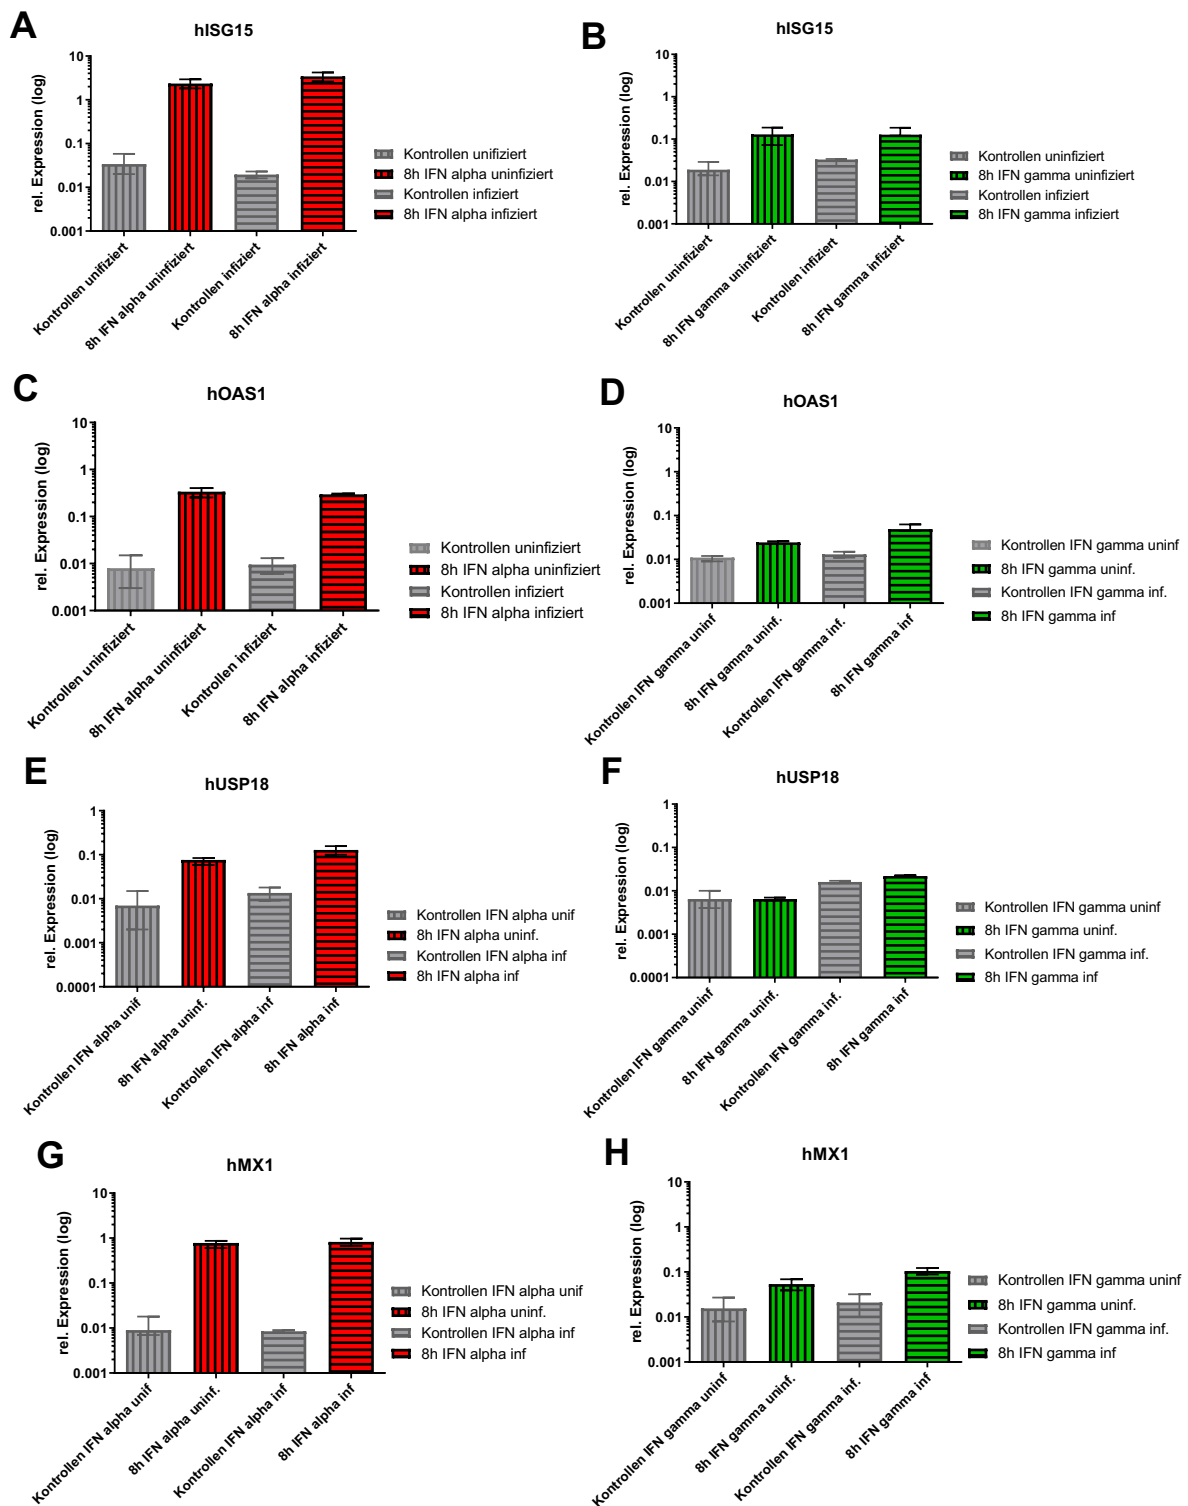 A
hISG15
rel. Expression (log)
10
1
0.1
0.01
0.001
Kontrollen unifiziert
8h IFN alpha uninfiziert
Kontrollen infiziert
8h IFN alpha infiziert
Kontrollen unifiziert
8h IFN alpha uninfiziert
Kontrollen infiziert
8h IFN alpha infiziert
B
hISG15
rel. Expression (log)
10
1
0.1
0.01
0.001
Kontrollen uninfiziert
8h IFN gamma uninfiziert
Kontrollen infiziert
8h IFN gamma infiziert
Kontrollen uninfiziert
8h IFN gamma uninfiziert
Kontrollen infiziert
8h IFN gamma infiziert
C
hOAS1
rel. Expression (log)
10
1
0.1
0.01
0.001
Kontrollen uninfiziert
8h IFN alpha uninfiziert
Kontrollen infiziert
8h IFN alpha infiziert
Kontrollen uninfiziert
8h IFN alpha uninfiziert
Kontrollen infiziert
8h IFN alpha infiziert
D
hOAS1
rel. Expression (log)
10
1
0.1
0.01
0.001
Kontrollen IFN gamma uninf
8h IFN gamma uninf.
Kontrollen IFN gamma inf.
8h IFN gamma inf
Kontrollen IFN gamma uninf
8h IFN gamma uninf.
Kontrollen IFN gamma inf.
8h IFN gamma inf
E
hUSP18
rel. Expression (log)
1
0.1
0.01
0.001
0.0001
Kontrollen IFN alpha unif
8h IFN alpha uninf.
Kontrollen IFN alpha inf
8h IFN alpha inf
Kontrollen IFN alpha unif
8h IFN alpha uninf.
Kontrollen IFN alpha inf
8h IFN alpha inf
F
hUSP18
rel. Expression (log)
1
0.1
0.01
0.001
0.0001
Kontrollen IFN gamma uninf
8h IFN gamma uninf.
Kontrollen IFN gamma inf.
8h IFN gamma inf
Kontrollen IFN gamma uninf
8h IFN gamma uninf.
Kontrollen IFN gamma inf.
8h IFN gamma inf
G
hMX1
rel. Expression (log)
10
1
0.1
0.01
0.001
Kontrollen IFN alpha unif
8h IFN alpha uninf.
Kontrollen IFN alpha inf
8h IFN alpha inf
Kontrollen IFN alpha unif
8h IFN alpha uninf.
Kontrollen IFN alpha inf
8h IFN alpha inf
H
hMX1
rel. Expression (log)
10
1
0.1
0.01
0.001
Kontrollen IFN gamma uninf
8h IFN gamma uninf.
Kontrollen IFN gamma inf.
8h IFN gamma inf
Kontrollen IFN gamma uninf
8h IFN gamma uninf.
Kontrollen IFN gamma inf.
8h IFN gamma inf